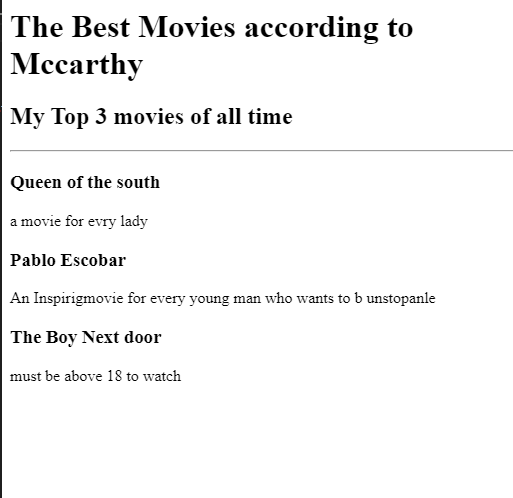 The Best Movies according to
Mccarthy
My Top 3 movies of all time
Queen of the south
a movie for evry lady
Pablo Escobar
An Inspirigmovie for every young man who wants to b unstopanle
The Boy Next door
must be above 18 to watch